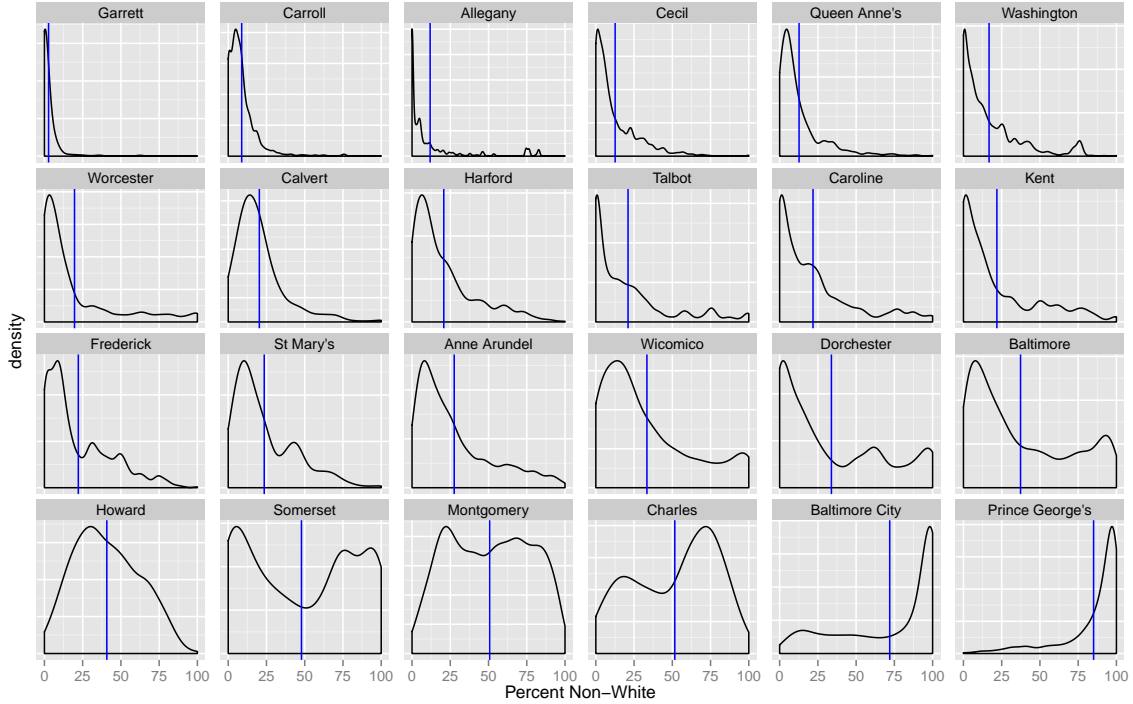 Garrett Carroll Allegany Cecil Queen Anne's Washington
Worcester Calvert Harford Talbot Caroline Kent
Frederick St Mary's Anne Arundel Wicomico Dorchester Baltimore
Howard Somerset Montgomery Charles Baltimore City Prince George's
density
0 25 50 75 100 0 25 50 75 100 0 25 50 75 100 0 25 50 75 100 0 25 50 75 100 0 25 50 75 100
Percent Non−White